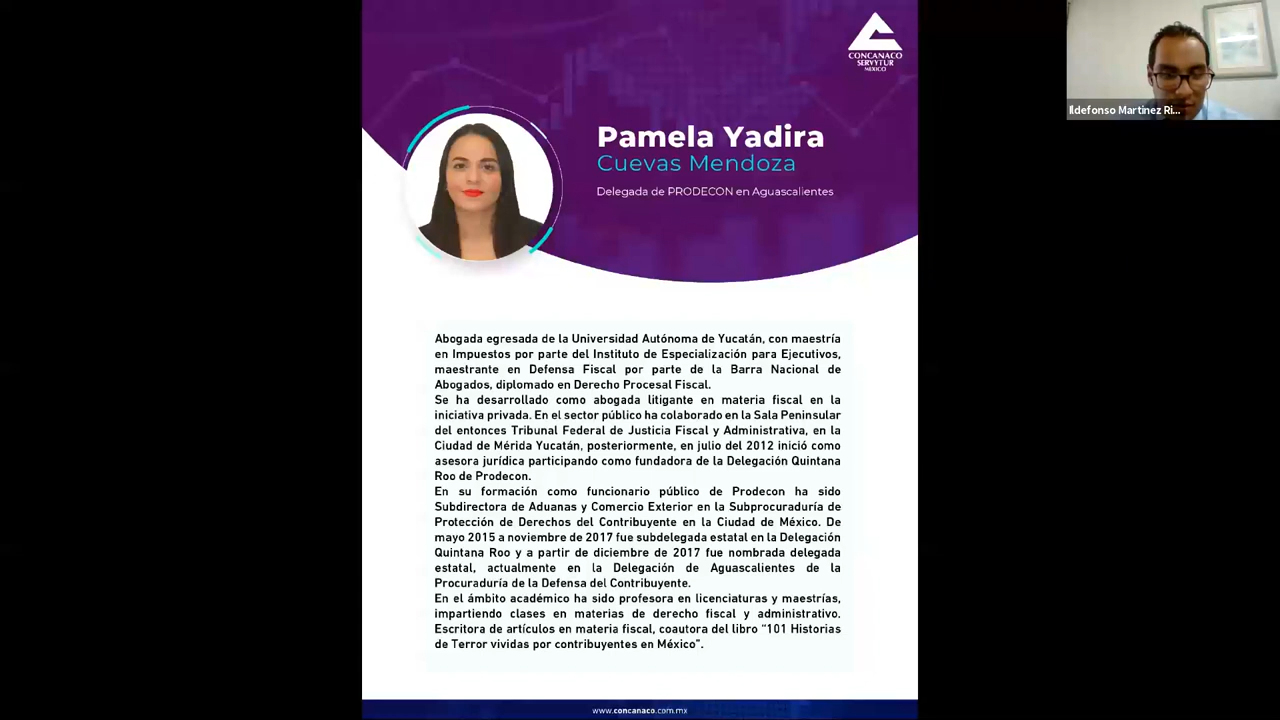 CONCANACO
SERVYTUR
MÉXICO
Ildefonso Martinez Ri...
Pamela Yadira
Cuevas Mendoza
Delegada de PRODECON en Aguascalientes
Abogada egresada de la Universidad Autónoma de Yucatán, con maestría
en Impuestos por parte del Instituto de Especialización para Ejecutivos,
maestrante en Defensa Fiscal por parte de la Barra Nacional de
Abogados, diplomado en Derecho Procesal Fiscal.
Se ha desarrollado como abogada litigante en materia fiscal en la
iniciativa privada. En el sector público ha colaborado en la Sala Peninsular
del entonces Tribunal Federal de Justicia Fiscal y Administrativa, en la
Ciudad de Mérida Yucatán, posteriormente, en julio del 2012 inició como
asesora jurídica participando como fundadora de la Delegación Quintana
Roo de Prodecon.
En su formación como funcionario público de Prodecon ha sido
Subdirectora de Aduanas y Comercio Exterior en la Subprocuraduría de
Protección de Derechos del Contribuyente en la Ciudad de México. De
mayo 2015 a noviembre de 2017 fue subdelegada estatal en la Delegación
Quintana Roo y a partir de diciembre de 2017 fue nombrada delegada
estatal, actualmente en la Delegación de Aguascalientes de la
Procuraduría de la Defensa del Contribuyente.
En el ámbito académico ha sido profesora en licenciaturas y maestrías,
impartiendo clases en materias de derecho fiscal y administrativo.
Escritora de artículos en materia fiscal, coautora del libro "101 Historias
de Terror vividas por contribuyentes en México".
www.concanaco.com.mx